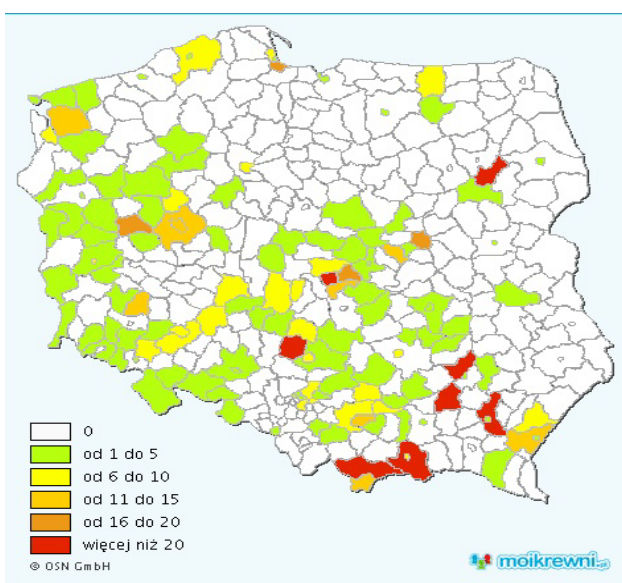 0
od 1 do 5
od 6 do 10
od 11 do 15
od 16 do 20
więcej niż 20
© OSN GmbH
moikrewni.pl